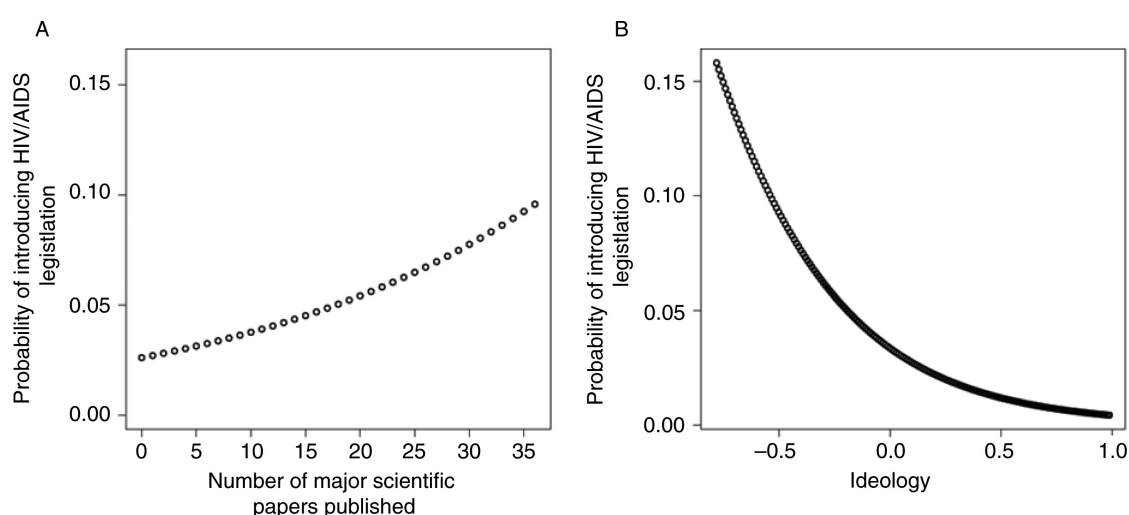 A
Probability of introducing HIV/AIDS
legistlation
0.15
0.10
0.05
0.00
0 5 10 15 20 25 30 35
Number of major scientific
papers published
B
Probability of introducing HIV/AIDS
legistlation
0.15
0.10
0.05
0.00
–0.5 0.0 0.5 1.0
Ideology